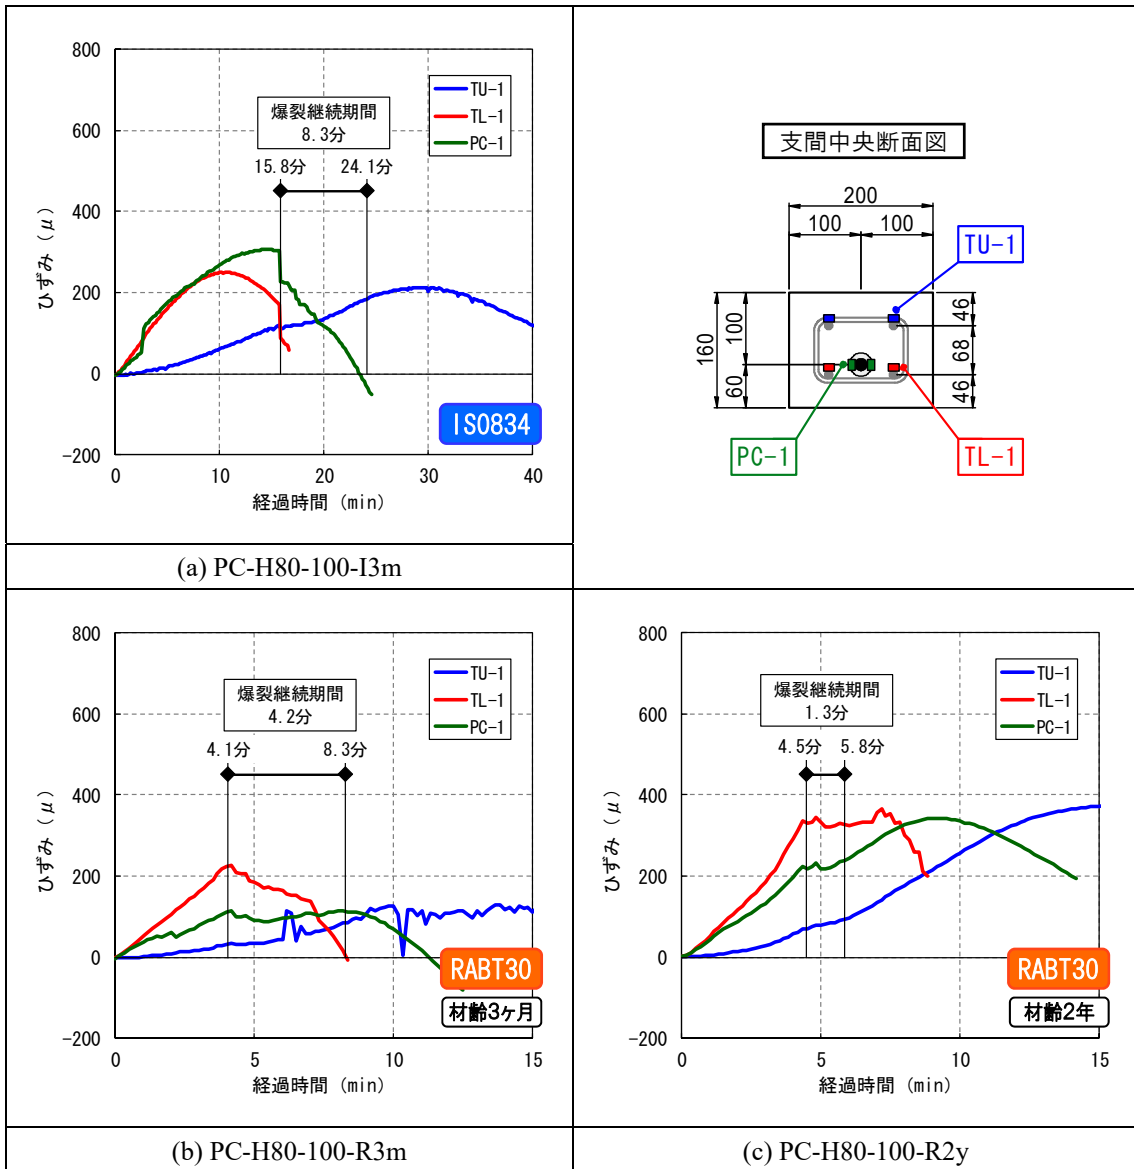 800
600
400
200
0
-200
0
10
20
30
40
ひずみ (μ)
経過時間 (min)
TU-1
TL-1
PC-1
爆裂継続期間
8.3分
15.8分
24.1分
ISO834
(a) PC-H80-100-I3m
支間中央断面図
200
100
100
160
100
60
46
68
46
TU-1
PC-1
TL-1
800
600
400
200
0
-200
0
5
10
15
ひずみ (μ)
経過時間 (min)
TU-1
TL-1
PC-1
爆裂継続期間
4.2分
4.1分
8.3分
RABT30
材齢3ヶ月
(b) PC-H80-100-R3m
800
600
400
200
0
-200
0
5
10
15
ひずみ (μ)
経過時間 (min)
TU-1
TL-1
PC-1
爆裂継続期間
1.3分
4.5分
5.8分
RABT30
材齢2年
(c) PC-H80-100-R2y